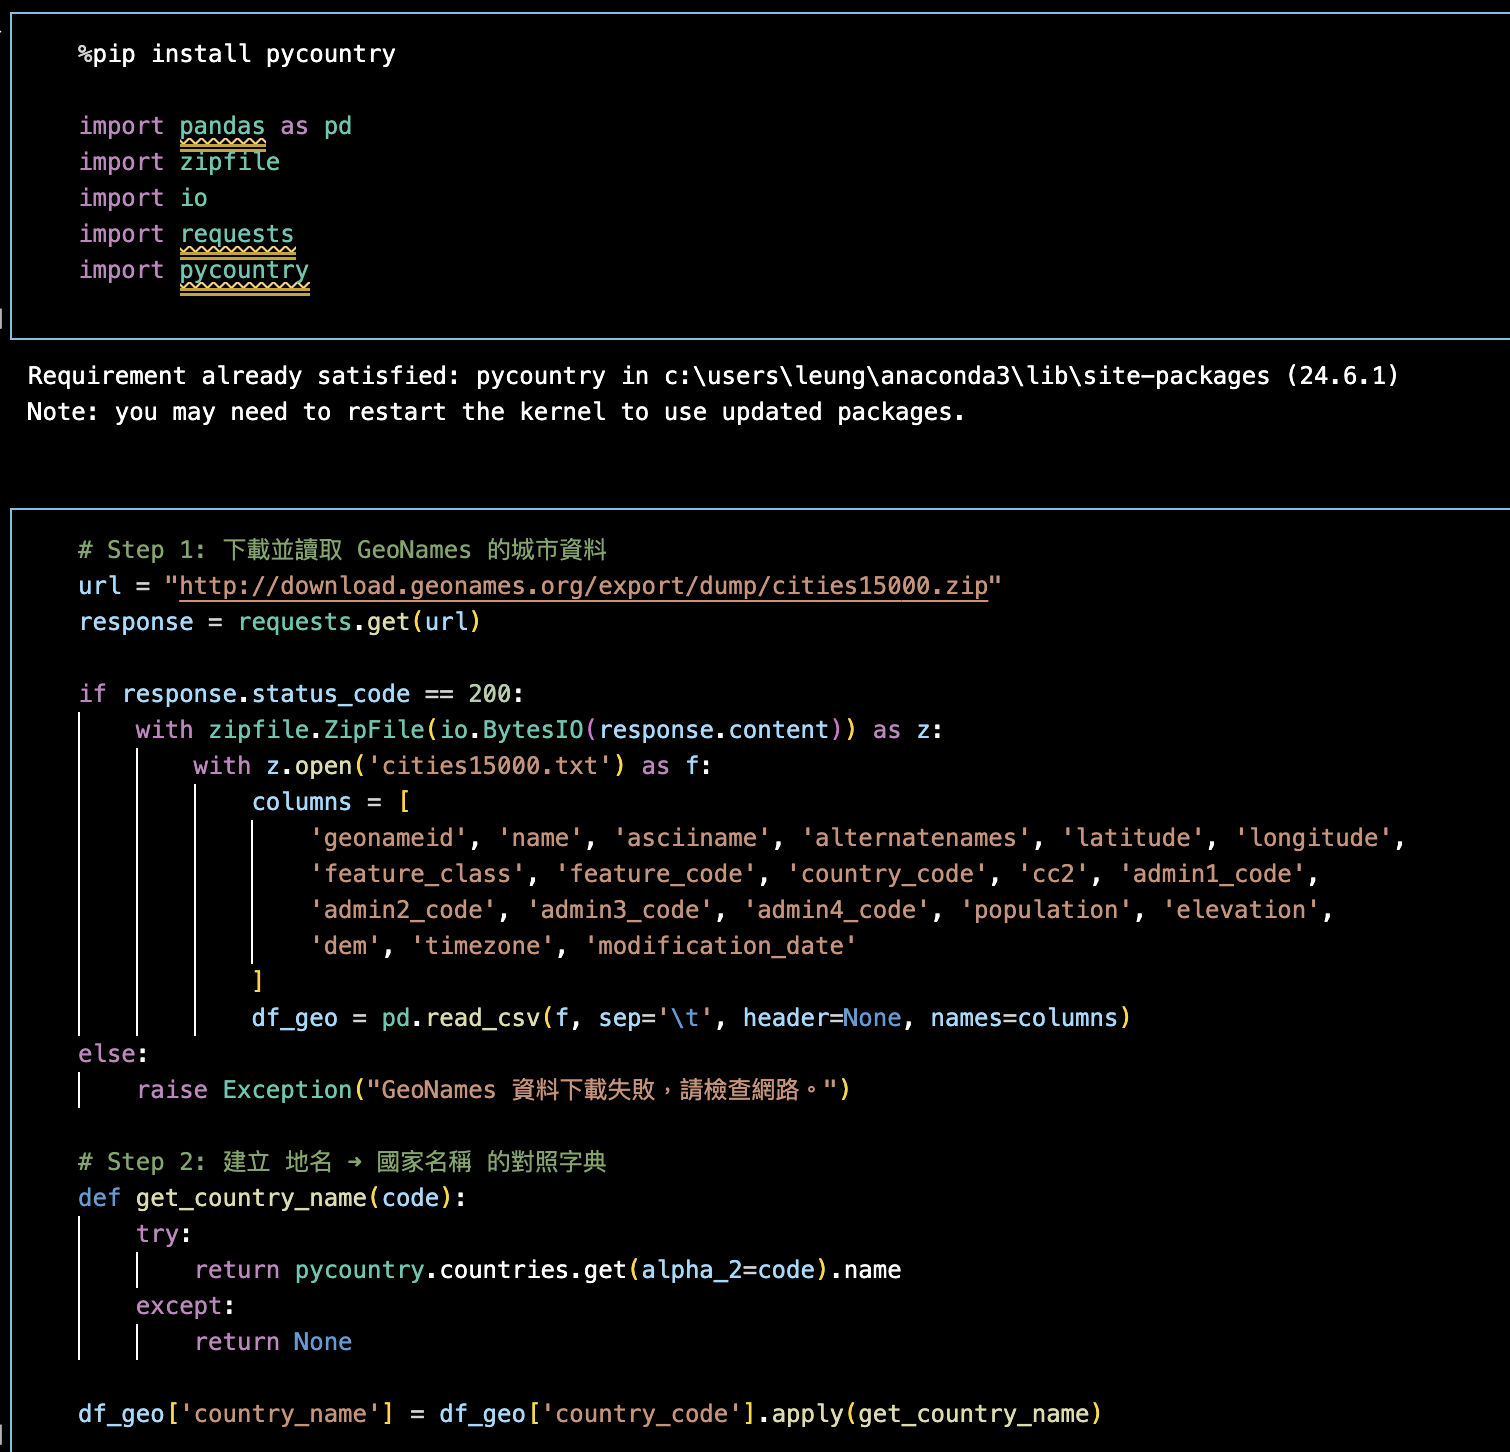 %pip install pycountry
import pandas as pd
import zipfile
import io
import requests
import pycountry
Requirement already satisfied: pycountry in c:\users\leung\anaconda3\lib\site-packages (24.6.1)
Note: you may need to restart the kernel to use updated packages.
# Step 1: 下載並讀取 GeoNames 的城市資料
url = "http://download.geonames.org/export/dump/cities15000.zip"
response = requests.get(url)
if response.status_code == 200:
    with zipfile.ZipFile(io.BytesIO(response.content)) as z:
        with z.open('cities15000.txt') as f:
            columns = [
                'geonameid', 'name', 'asciiname', 'alternatenames', 'latitude', 'longitude',
                'feature_class', 'feature_code', 'country_code', 'cc2', 'admin1_code',
                'admin2_code', 'admin3_code', 'admin4_code', 'population', 'elevation',
                'dem', 'timezone', 'modification_date'
            ]
            df_geo = pd.read_csv(f, sep='\t', header=None, names=columns)
else:
    raise Exception("GeoNames 資料下載失敗，請檢查網路。")
# Step 2: 建立 地名 → 國家名稱 的對照字典
def get_country_name(code):
    try:
        return pycountry.countries.get(alpha_2=code).name
    except:
        return None
df_geo['country_name'] = df_geo['country_code'].apply(get_country_name)